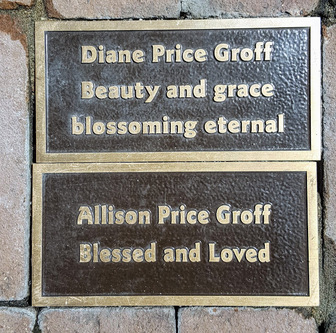 Diane Price Groff
Beauty and grace
blossoming eternal
Allison Price Groff
Blessed and Loved